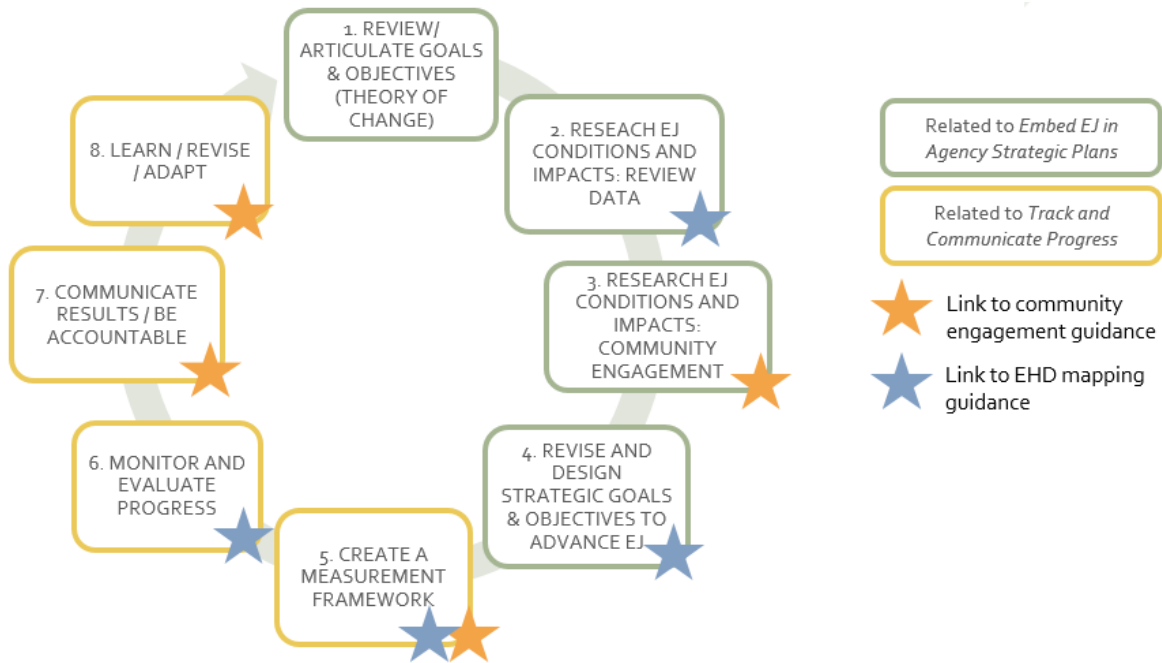 1. REVIEW/
ARTICULATE GOALS
& OBJECTIVES
(THEORY OF
CHANGE)
2. RESEACH EJ
CONDITIONS AND
IMPACTS: REVIEW
DATA
3. RESEARCH EJ
CONDITIONS AND
IMPACTS:
COMMUNITY
ENGAGEMENT
4. REVISE AND
DESIGN
STRATEGIC GOALS
& OBJECTIVES TO
ADVANCE EJ
5. CREATE A
MEASUREMENT
FRAMEWORK
6. MONITOR AND
EVALUATE
PROGRESS
7. COMMUNICATE
RESULTS / BE
ACCOUNTABLE
8. LEARN / REVISE
/ ADAPT
Related to Embed EJ in
Agency Strategic Plans
Related to Track and
Communicate Progress
Link to community
engagement guidance
Link to EHD mapping
guidance